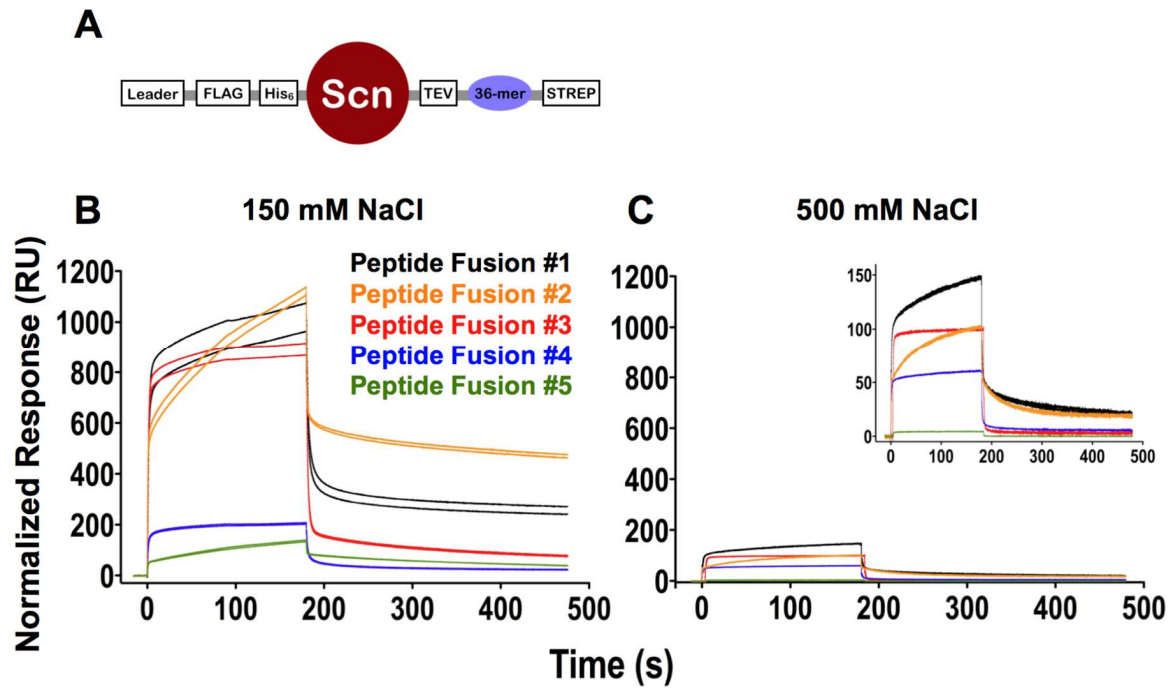 A
Leader FLAG His6 Scn TEV 36-mer STREP
B 150 mM NaCl
C 500 mM NaCl
Normalized Response (RU)
1200
1000
800
600
400
200
0
0 100 200 300 400 500
Peptide Fusion #1
Peptide Fusion #2
Peptide Fusion #3
Peptide Fusion #4
Peptide Fusion #5
1200
1000
800
600
400
200
0
0 100 200 300 400 500
150
100
50
0
0 100 200 300 400 500
Time (s)